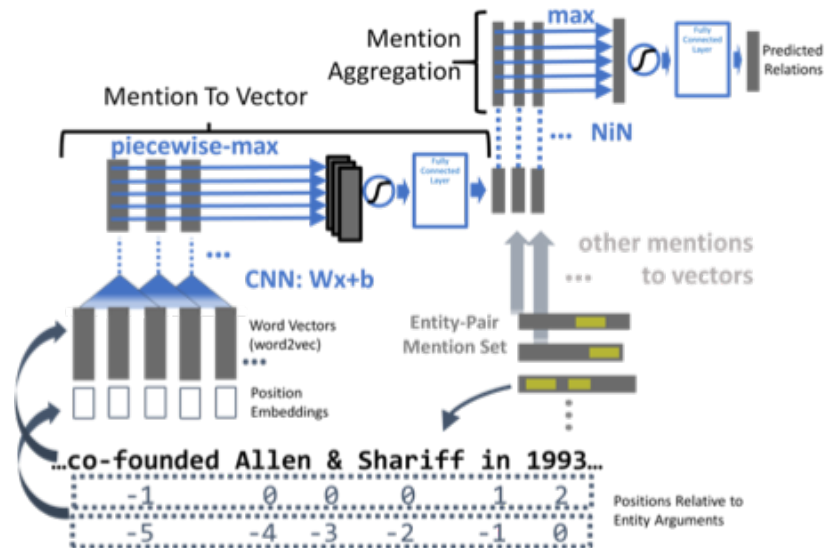 max
Mention
Aggregation
Fully
Connected
Layer
Predicted
Relations
Mention To Vector
... NiN
piecewise-max
Fully
Connected
Layer
...
CNN: Wx+b
other mentions
to vectors
...
Word Vectors
(word2vec)
...
Entity-Pair
Mention Set
Position
Embeddings
…co-founded Allen & Shariff in 1993…
-1 0 0 0 1 2
-5 -4 -3 -2 -1 0
Positions Relative to
Entity Arguments